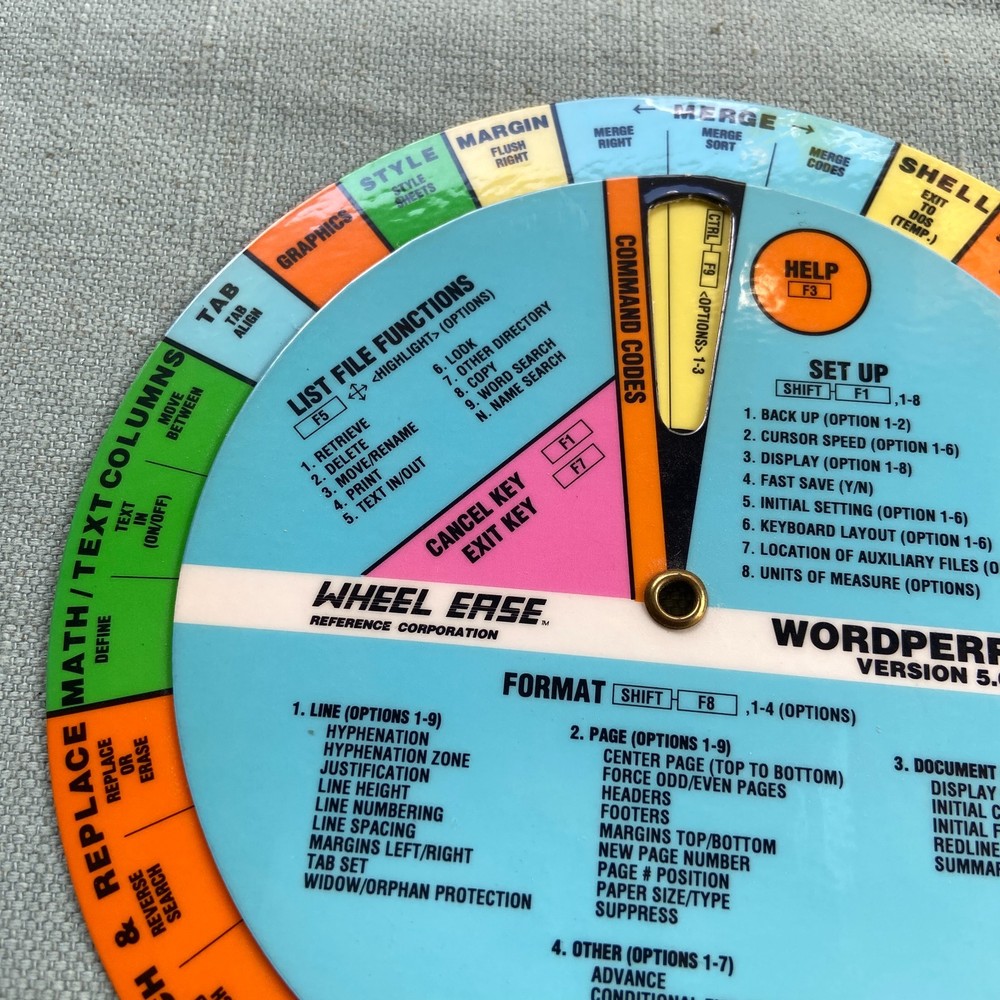 ← MERGE →
MERGE
RIGHT
MERGE
SORT
MERGE
CODES
MARGIN
FLUSH
RIGHT
STYLE
STYLE
SHEETS
GRAPHICS
TAB
TAB
ALIGN
SHELL
EXIT
TO
DOS
(TEMP.)
MATH / TEXT COLUMNS
MOVE
BETWEEN
TEXT
IN
(ON/OFF)
DEFINE
& REPLACE
REPLACE
OR
ERASE
REVERSE
SEARCH
COMMAND CODES
CTRL F9 <OPTIONS> 1-3
HELP
F3
LIST FILE FUNCTIONS
F5 <HIGHLIGHT> (OPTIONS)
1. RETRIEVE
2. DELETE
3. MOVE/RENAME
4. PRINT
5. TEXT IN/OUT
6. LOOK
7. OTHER DIRECTORY
8. COPY
9. WORD SEARCH
N. NAME SEARCH
CANCEL KEY F1
EXIT KEY F7
SET UP
SHIFT - F1 ,1-8
1. BACK UP (OPTION 1-2)
2. CURSOR SPEED (OPTION 1-6)
3. DISPLAY (OPTION 1-8)
4. FAST SAVE (Y/N)
5. INITIAL SETTING (OPTION 1-6)
6. KEYBOARD LAYOUT (OPTION 1-6)
7. LOCATION OF AUXILIARY FILES (O
8. UNITS OF MEASURE (OPTIONS)
WHEEL EASE™
REFERENCE CORPORATION
WORDPERF
VERSION 5.
FORMAT SHIFT - F8 ,1-4 (OPTIONS)
1. LINE (OPTIONS 1-9)
HYPHENATION
HYPHENATION ZONE
JUSTIFICATION
LINE HEIGHT
LINE NUMBERING
LINE SPACING
MARGINS LEFT/RIGHT
TAB SET
WIDOW/ORPHAN PROTECTION
2. PAGE (OPTIONS 1-9)
CENTER PAGE (TOP TO BOTTOM)
FORCE ODD/EVEN PAGES
HEADERS
FOOTERS
MARGINS TOP/BOTTOM
NEW PAGE NUMBER
PAGE # POSITION
PAPER SIZE/TYPE
SUPPRESS
3. DOCUMENT
DISPLAY
INITIAL C
INITIAL F
REDLINE
SUMMAR
4. OTHER (OPTIONS 1-7)
ADVANCE